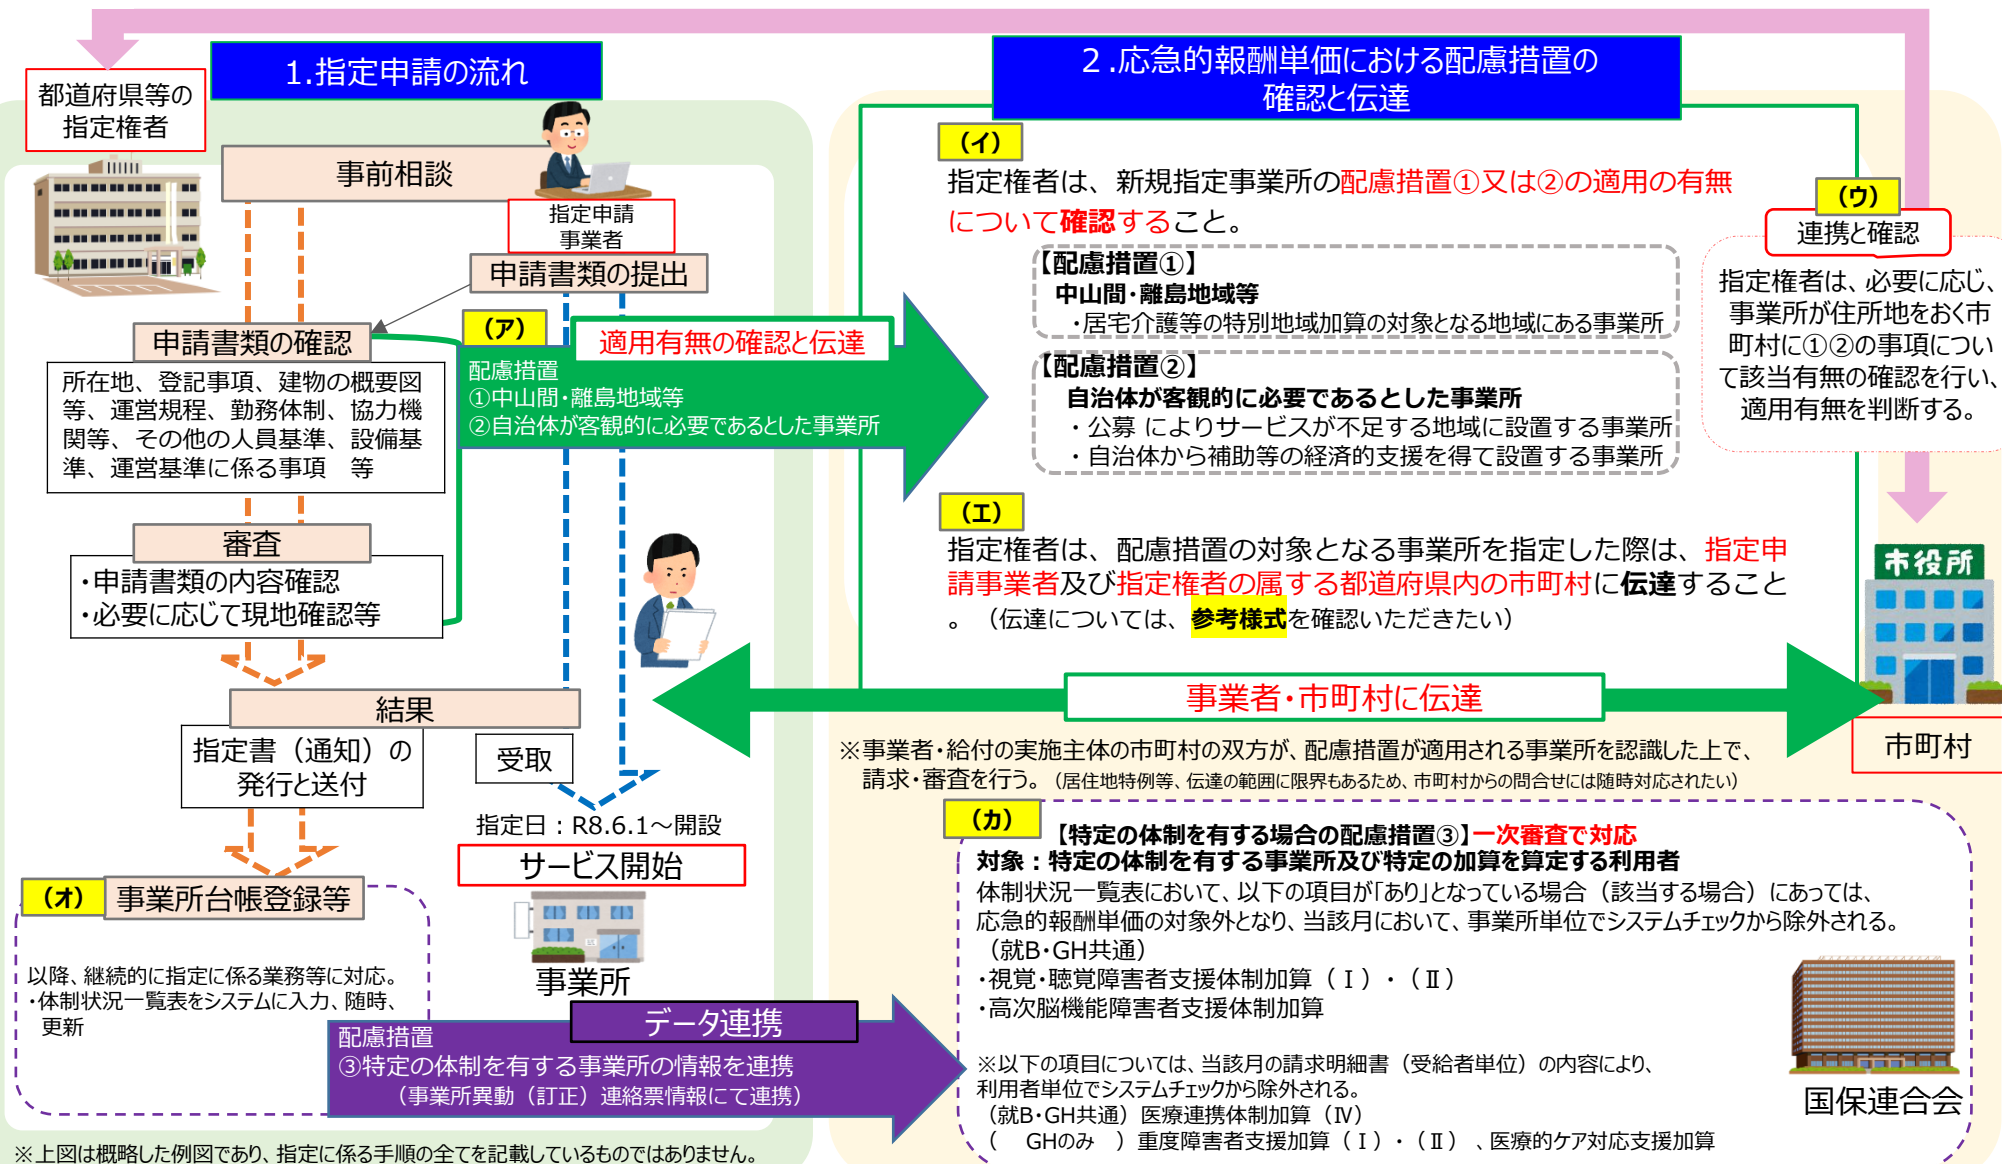 都道府県等の
指定権者
1.指定申請の流れ
事前相談
指定申請
事業者
申請書類の提出
申請書類の確認
所在地、登記事項、建物の概要図
等、運営規程、勤務体制、協力機
関等、その他の人員基準、設備基
準、運営基準に係る事項　等
(ア)
適用有無の確認と伝達
配慮措置
①中山間・離島地域等
②自治体が客観的に必要であるとした事業所
審査
・申請書類の内容確認
・必要に応じて現地確認等
結果
指定書（通知）の
発行と送付
受取
指定日：R8.6.1～開設
サービス開始
事業所
(オ)
事業所台帳登録等
以降、継続的に指定に係る業務等に対応。
・体制状況一覧表をシステムに入力、随時、
更新
データ連携
配慮措置
③特定の体制を有する事業所の情報を連携
（事業所異動（訂正）連絡票情報にて連携）
※上図は概略した例図であり、指定に係る手順の全てを記載しているものではありません。
２.応急的報酬単価における配慮措置の
確認と伝達
(イ)
指定権者は、新規指定事業所の配慮措置①又は②の適用の有無
について確認すること。
【配慮措置①】
中山間・離島地域等
・居宅介護等の特別地域加算の対象となる地域にある事業所
【配慮措置②】
自治体が客観的に必要であるとした事業所
・公募 によりサービスが不足する地域に設置する事業所
・自治体から補助等の経済的支援を得て設置する事業所
(ウ)
連携と確認
指定権者は、必要に応じ、
事業所が住所地をおく市
町村に①②の事項につい
て該当有無の確認を行い、
適用有無を判断する。
(エ)
指定権者は、配慮措置の対象となる事業所を指定した際は、指定申
請事業者及び指定権者の属する都道府県内の市町村に伝達すること
。（伝達については、参考様式を確認いただきたい）
市役所
事業者・市町村に伝達
市町村
※事業者・給付の実施主体の市町村の双方が、配慮措置が適用される事業所を認識した上で、
請求・審査を行う。（居住地特例等、伝達の範囲に限界もあるため、市町村からの問合せには随時対応されたい）
(カ)
【特定の体制を有する場合の配慮措置③】一次審査で対応
対象：特定の体制を有する事業所及び特定の加算を算定する利用者
体制状況一覧表において、以下の項目が「あり」となっている場合（該当する場合）にあっては、
応急的報酬単価の対象外となり、当該月において、事業所単位でシステムチェックから除外される。
（就B・GH共通）
・視覚・聴覚障害者支援体制加算（Ⅰ）・（Ⅱ）
・高次脳機能障害者支援体制加算
※以下の項目については、当該月の請求明細書（受給者単位）の内容により、
利用者単位でシステムチェックから除外される。
（就B・GH共通）医療連携体制加算（Ⅳ）
（　GHのみ　）重度障害者支援加算（Ⅰ）・（Ⅱ）、医療的ケア対応支援加算
国保連合会